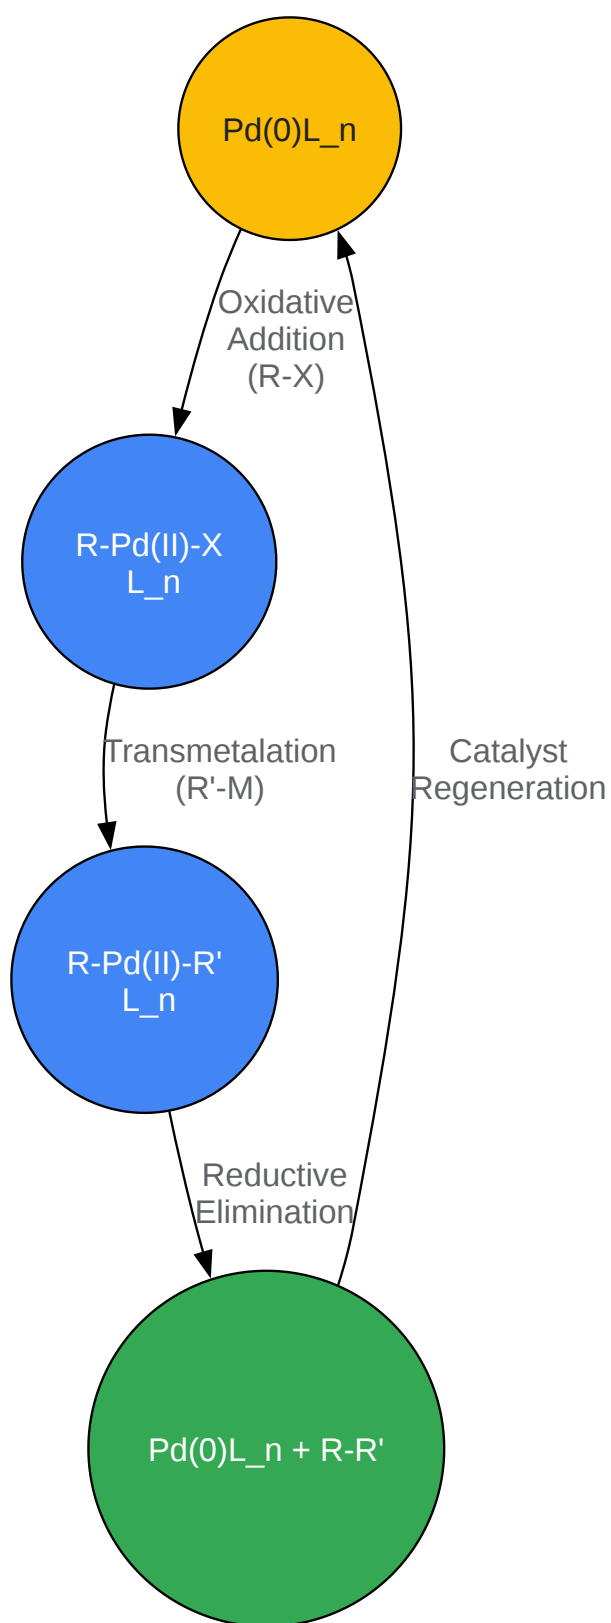 Pd(0)L_n
Oxidative
Addition
(R-X)
R-Pd(II)-X
L_n
Transmetalation
(R'-M)
Catalyst
Regeneration
R-Pd(II)-R'
L_n
Reductive
Elimination
Pd(0)L_n + R-R'